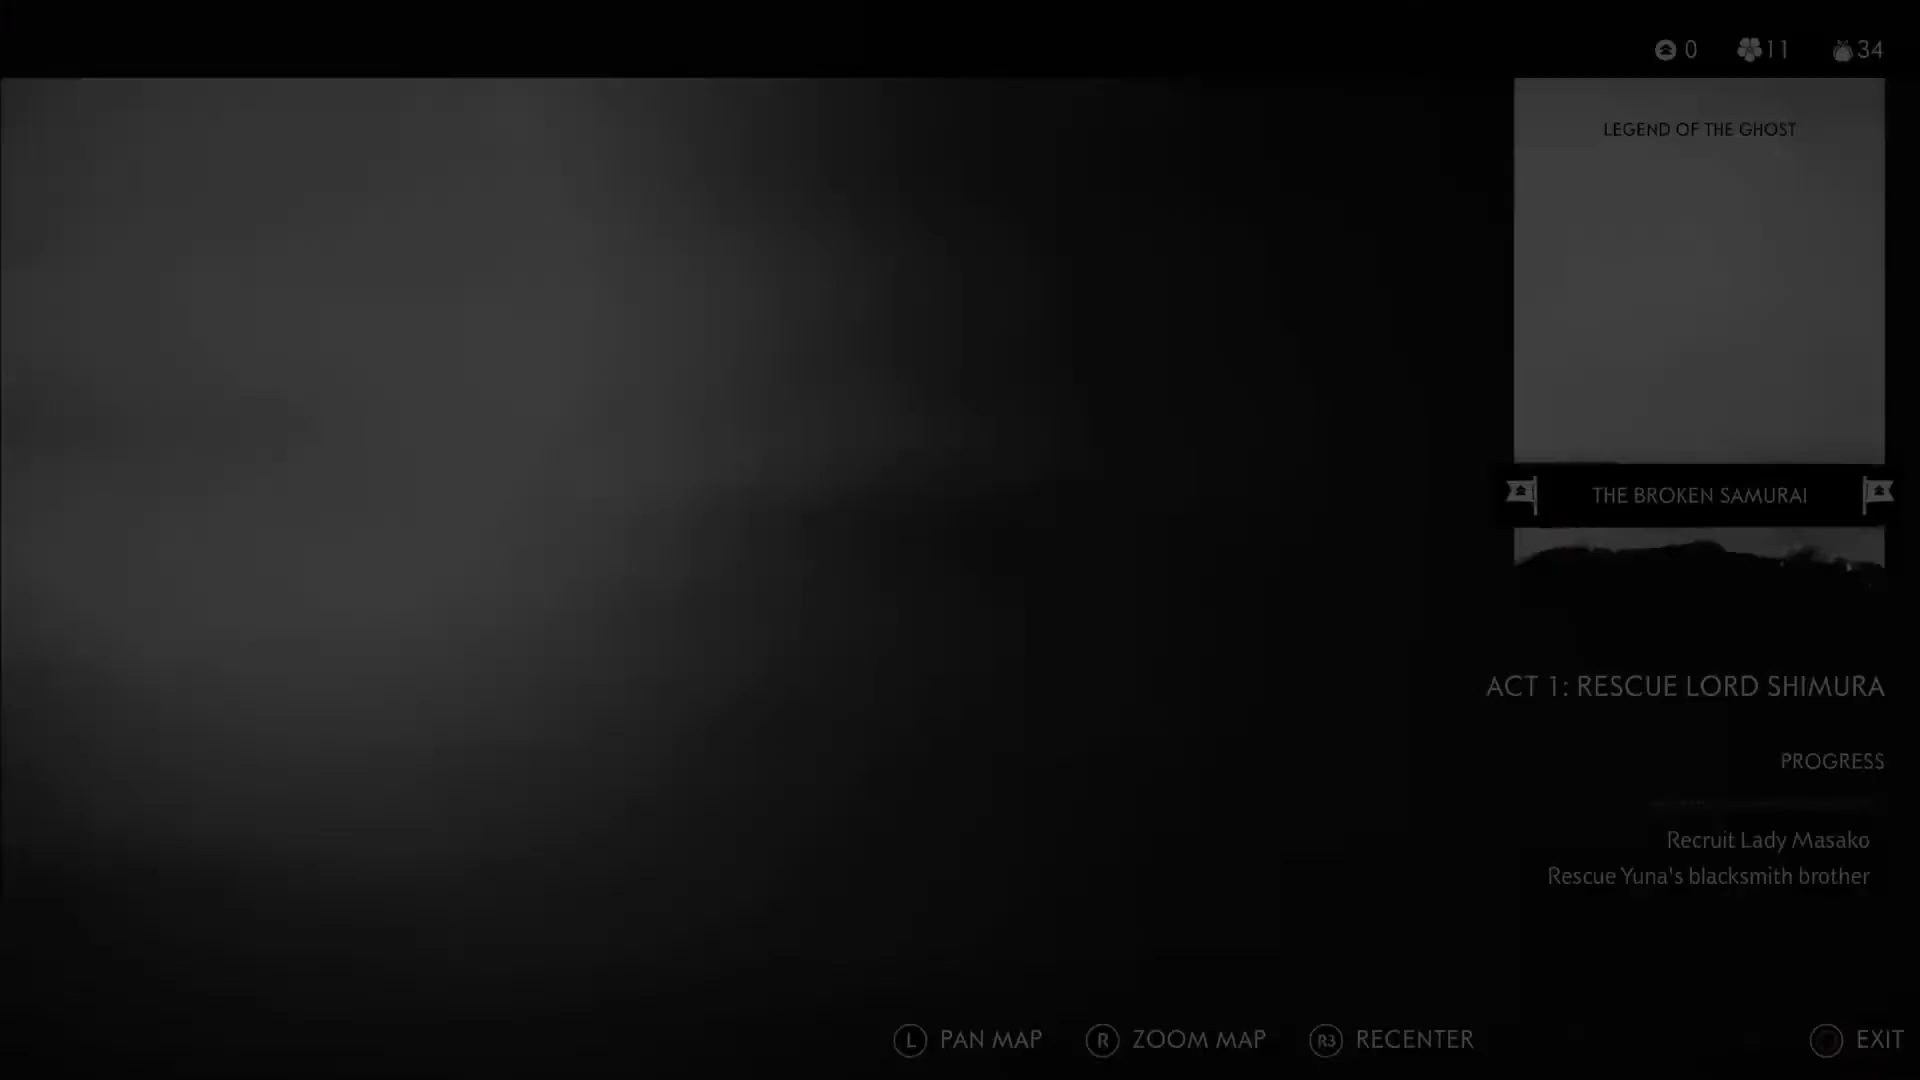 0 11 34
LEGEND OF THE GHOST
THE BROKEN SAMURAI
ACT 1: RESCUE LORD SHIMURA
PROGRESS
Recruit Lady Masako
Rescue Yuna's blacksmith brother
L PAN MAP R ZOOM MAP R3 RECENTER EXIT